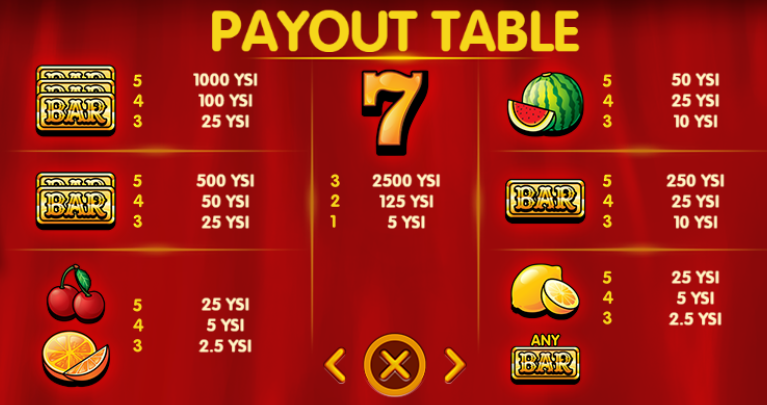 PAYOUT TABLE
BAR
5 1000 YSI
4 100 YSI
3 25 YSI
BAR
5 500 YSI
4 50 YSI
3 25 YSI
5 25 YSI
4 5 YSI
3 2.5 YSI
7
3 2500 YSI
2 125 YSI
1 5 YSI
5 50 YSI
4 25 YSI
3 10 YSI
BAR
5 250 YSI
4 25 YSI
3 10 YSI
5 25 YSI
4 5 YSI
3 2.5 YSI
ANY
BAR